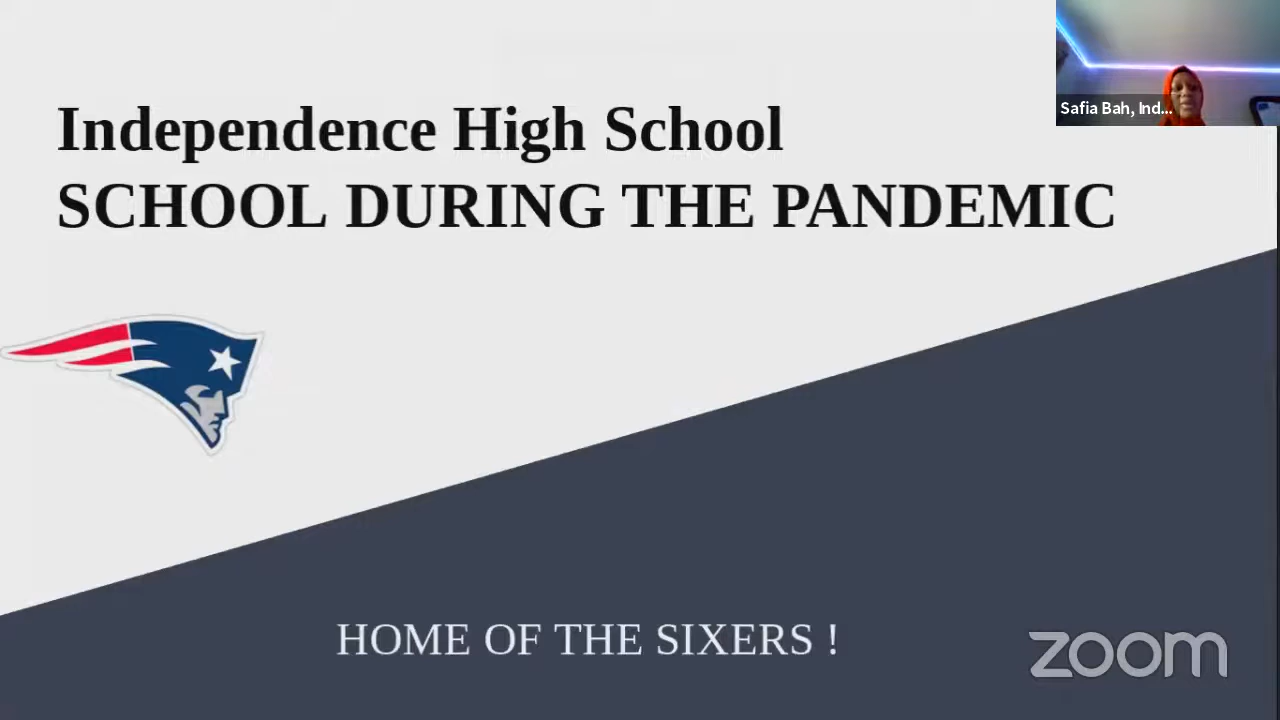 Independence High School
SCHOOL DURING THE PANDEMIC
Safia Bah, Ind...
HOME OF THE SIXERS !
zoom